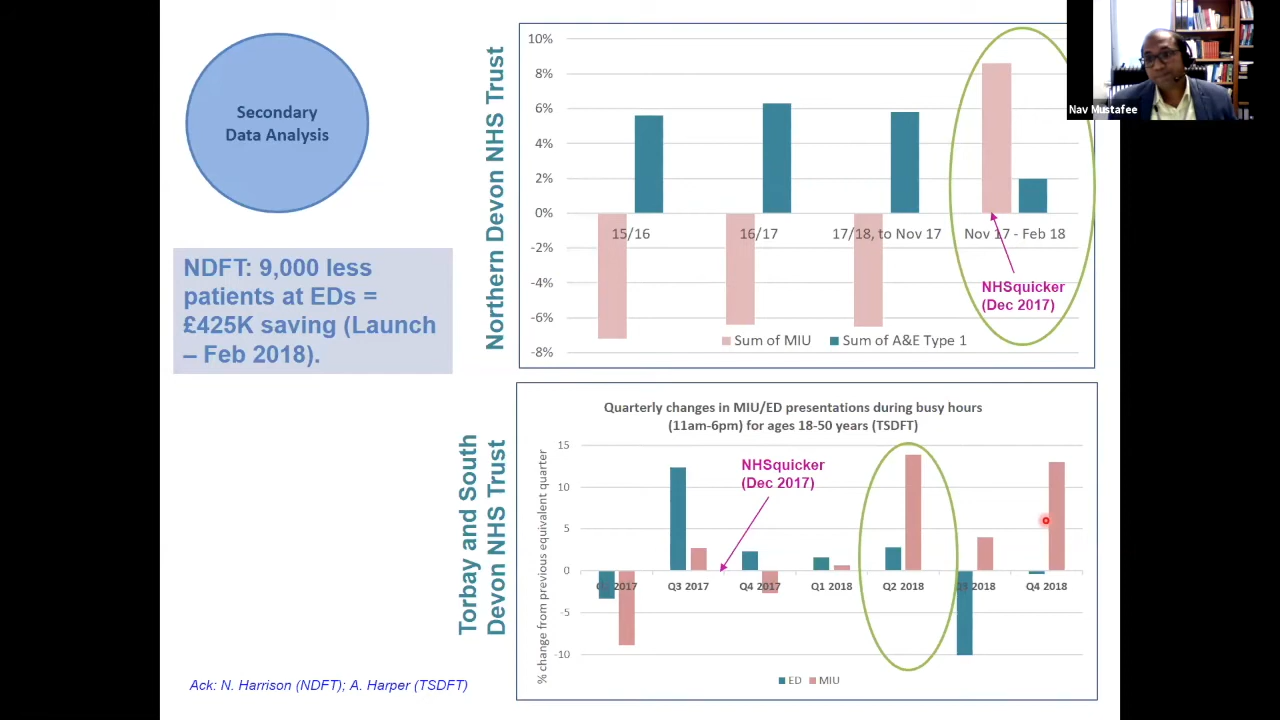 Secondary
Data Analysis
NDFT: 9,000 less
patients at EDs =
£425K saving (Launch
– Feb 2018).
Ack: N. Harrison (NDFT); A. Harper (TSDFT)
Northern Devon NHS Trust
10%
8%
6%
4%
2%
0%
-2%
-4%
-6%
-8%
15/16
16/17
17/18, to Nov 17
Nov 17 - Feb 18
NHSquicker
(Dec 2017)
Sum of MIU
Sum of A&E Type 1
Nav Mustafee
Torbay and South
Devon NHS Trust
Quarterly changes in MIU/ED presentations during busy hours
(11am-6pm) for ages 18-50 years (TSDFT)
% change from previous equivalent quarter
15
10
5
0
-5
-10
NHSquicker
(Dec 2017)
2017
Q3 2017
Q4 2017
Q1 2018
Q2 2018
Q3 2018
Q4 2018
ED
MIU